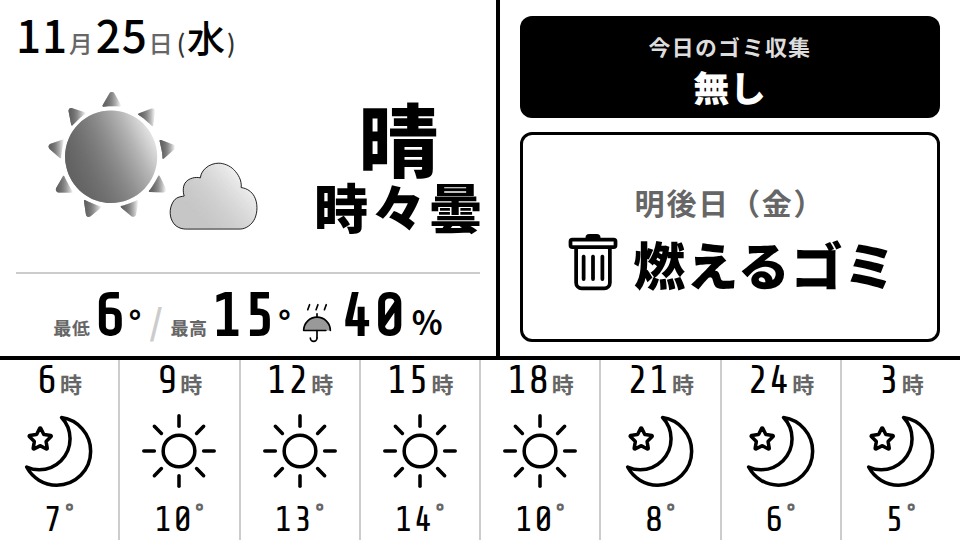 11月25日(水)
晴
時々曇
最低 6° / 最高 15° 40%
今日のゴミ収集
無し
明後日（金）
燃えるゴミ
6時 9時 12時 15時 18時 21時 24時 3時
7° 10° 13° 14° 10° 8° 6° 5°